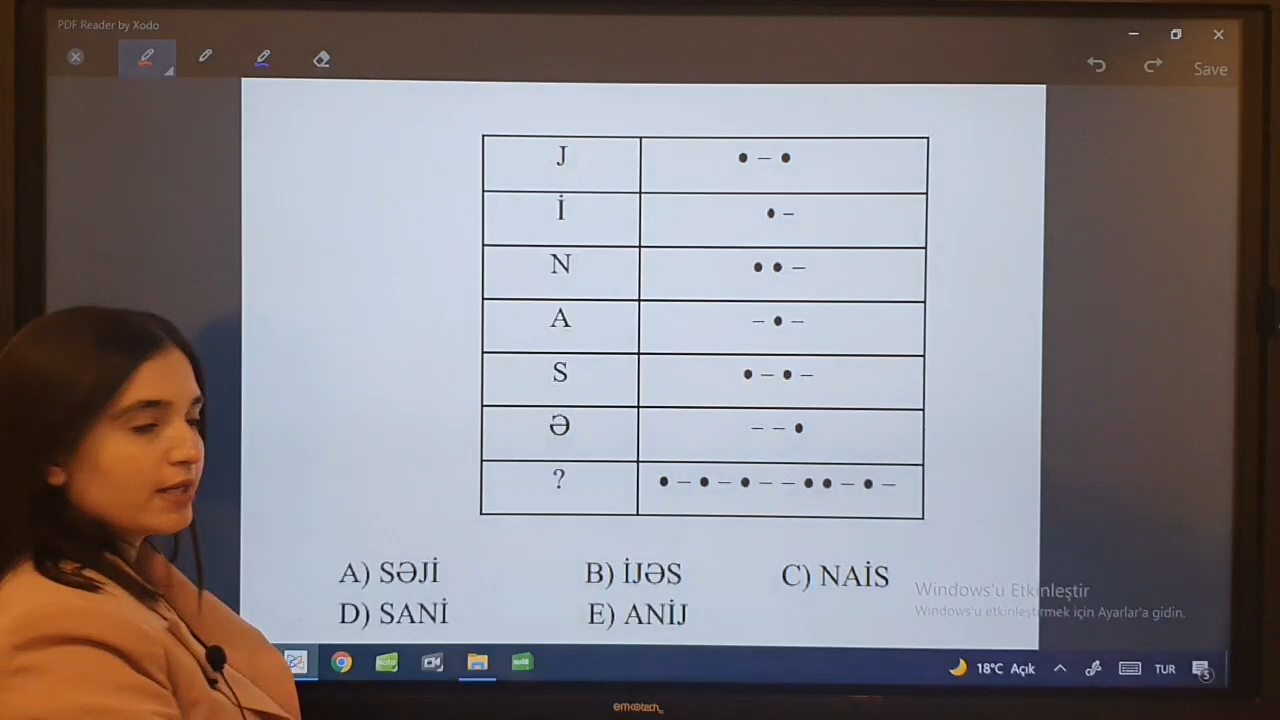 PDF Reader by Xodo
Save
J • – •
İ • –
N • • –
A – • –
S • – • –
Ə – – •
? • – • – • – – • • – • –
A) SƏJİ B) İJƏS C) NAİS
D) SANİ E) ANİJ
Windows'u Etkinleştir
Windows'u etkinleştirmek için Ayarlar'a gidin.
18°C Açık TUR 5